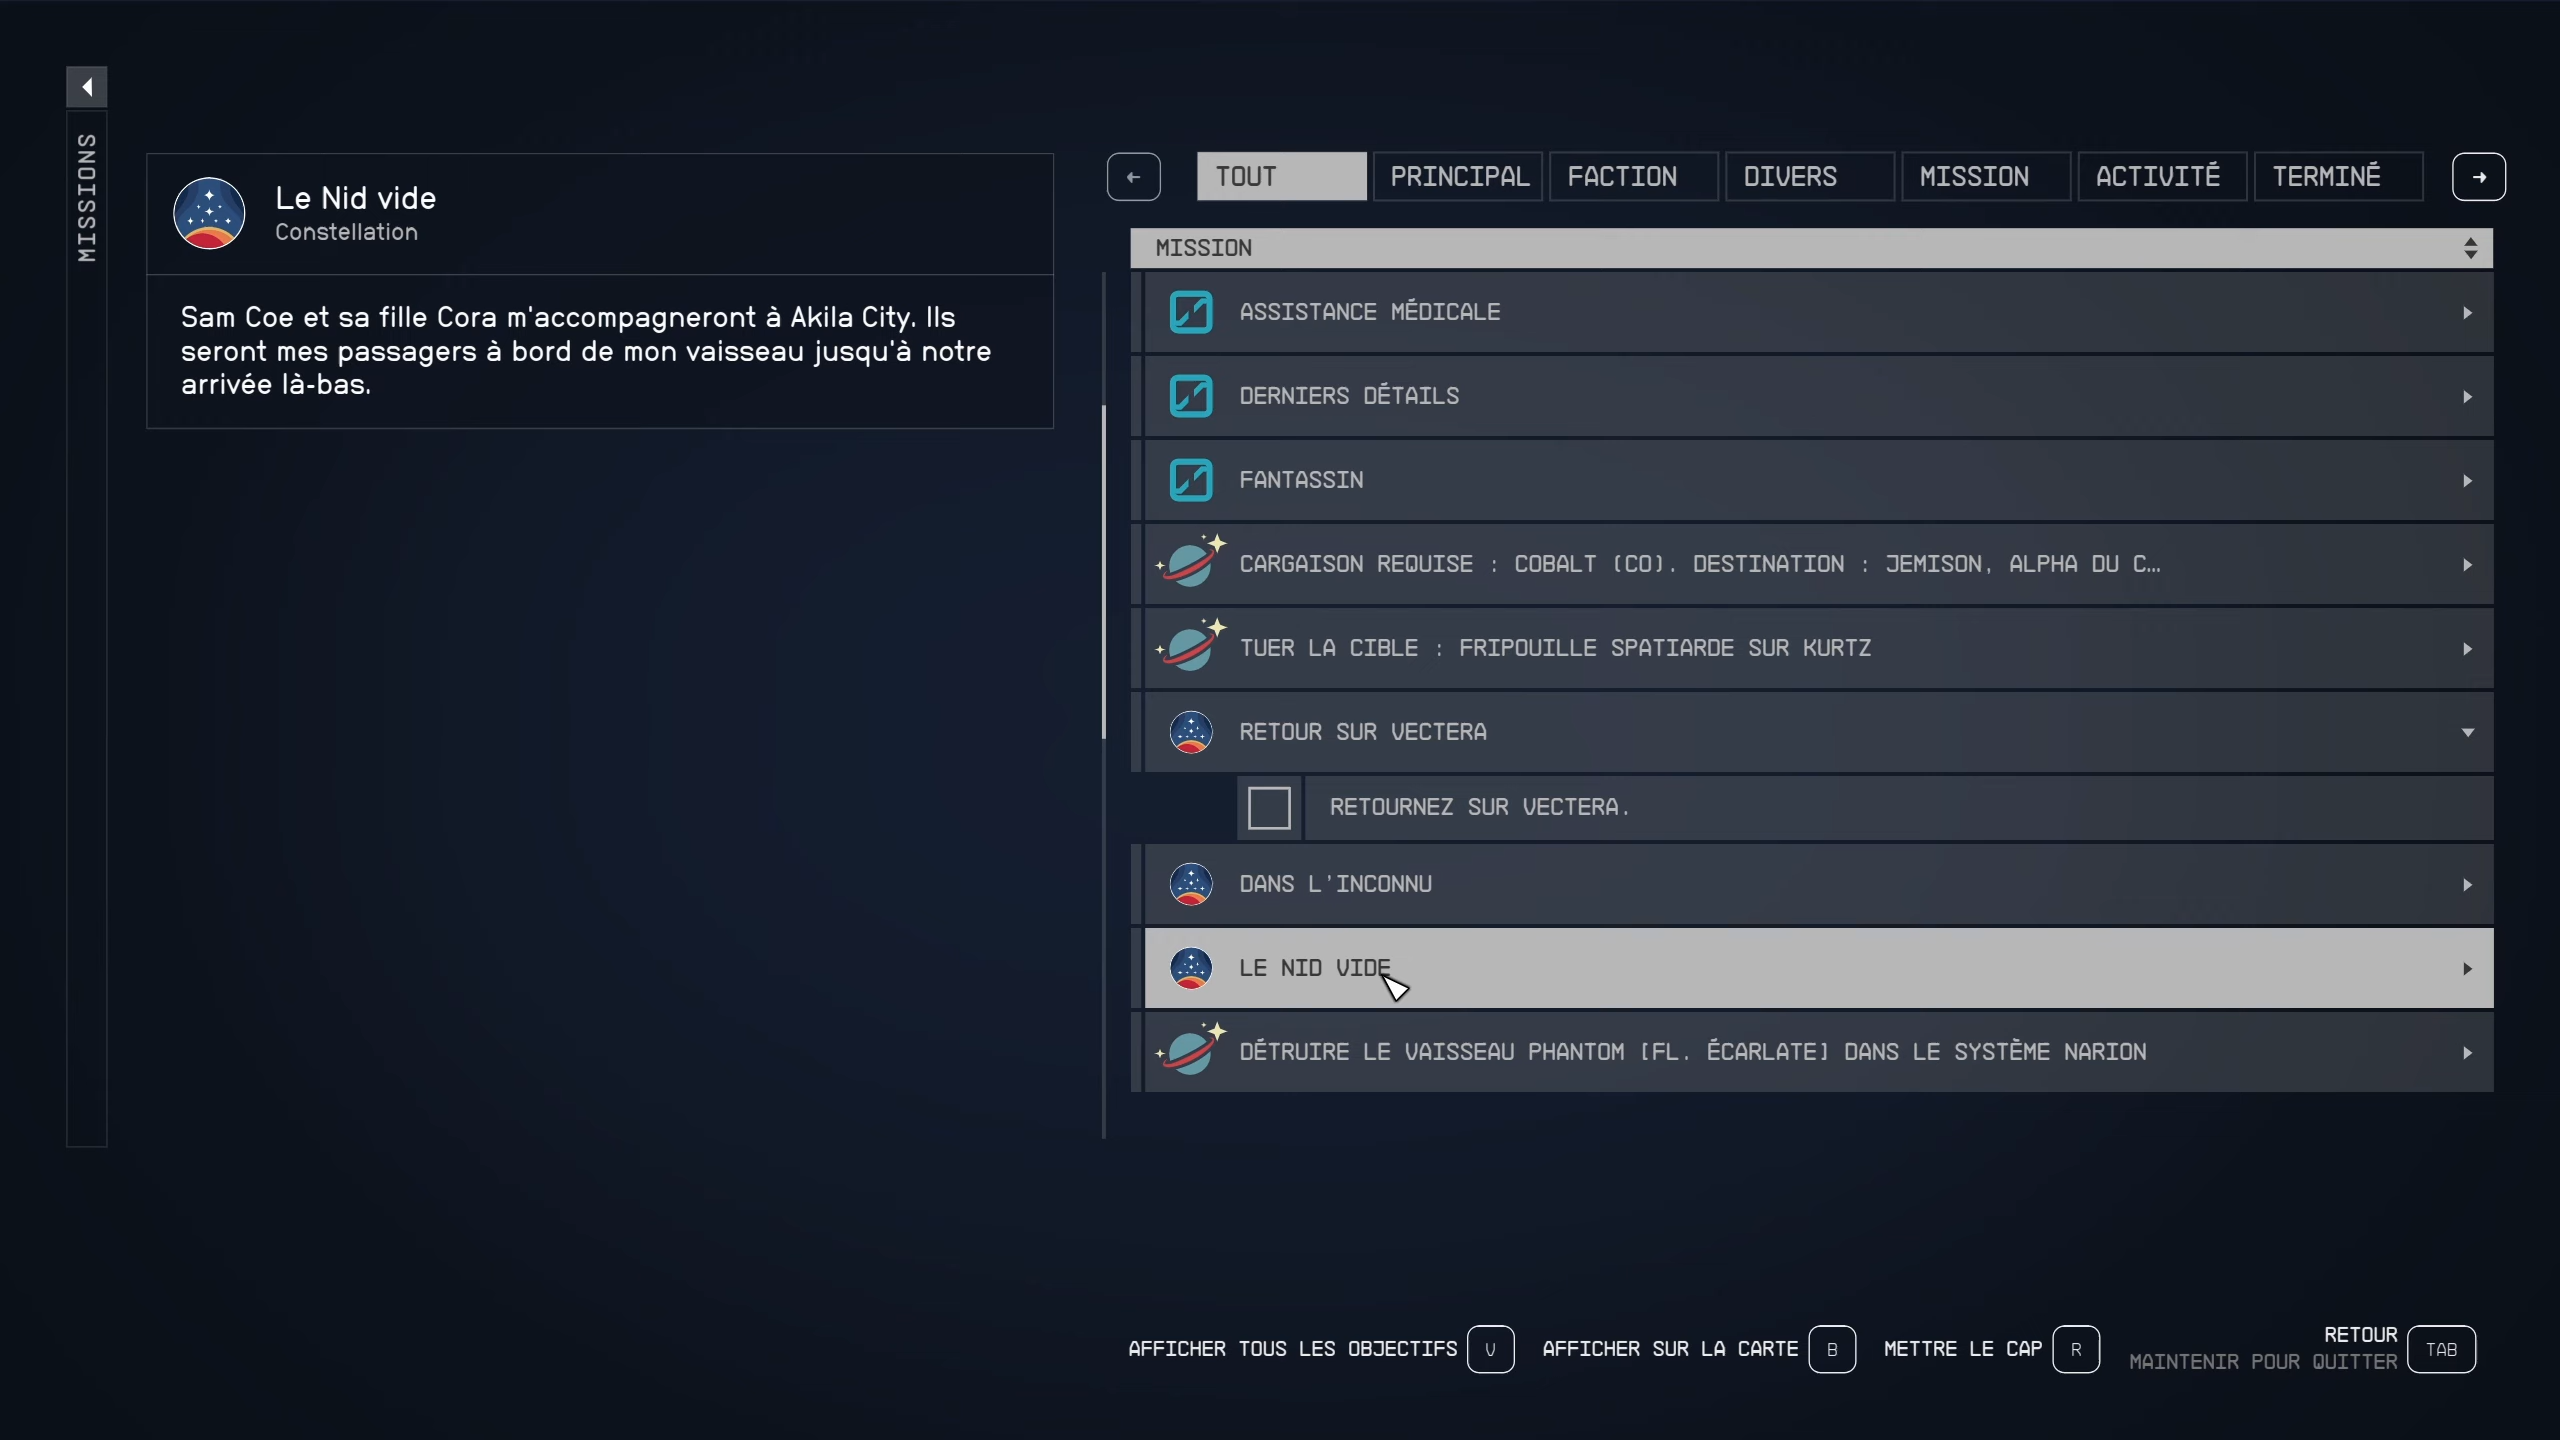 MISSIONS
Le Nid vide
Constellation
Sam Coe et sa fille Cora m'accompagneront à Akila City. Ils
seront mes passagers à bord de mon vaisseau jusqu'à notre
arrivée là-bas.
TOUT
PRINCIPAL
FACTION
DIVERS
MISSION
ACTIVITÉ
TERMINÉ
MISSION
ASSISTANCE MÉDICALE
DERNIERS DÉTAILS
FANTASSIN
CARGAISON REQUISE : COBALT (CO). DESTINATION : JEMISON, ALPHA DU C…
TUER LA CIBLE : FRIPOUILLE SPATIARDE SUR KURTZ
RETOUR SUR VECTERA
RETOURNEZ SUR VECTERA.
DANS L'INCONNU
LE NID VIDE
DÉTRUIRE LE VAISSEAU PHANTOM [FL. ÉCARLATE] DANS LE SYSTÈME NARION
AFFICHER TOUS LES OBJECTIFS V
AFFICHER SUR LA CARTE B
METTRE LE CAP R
RETOUR
MAINTENIR POUR QUITTER
TAB